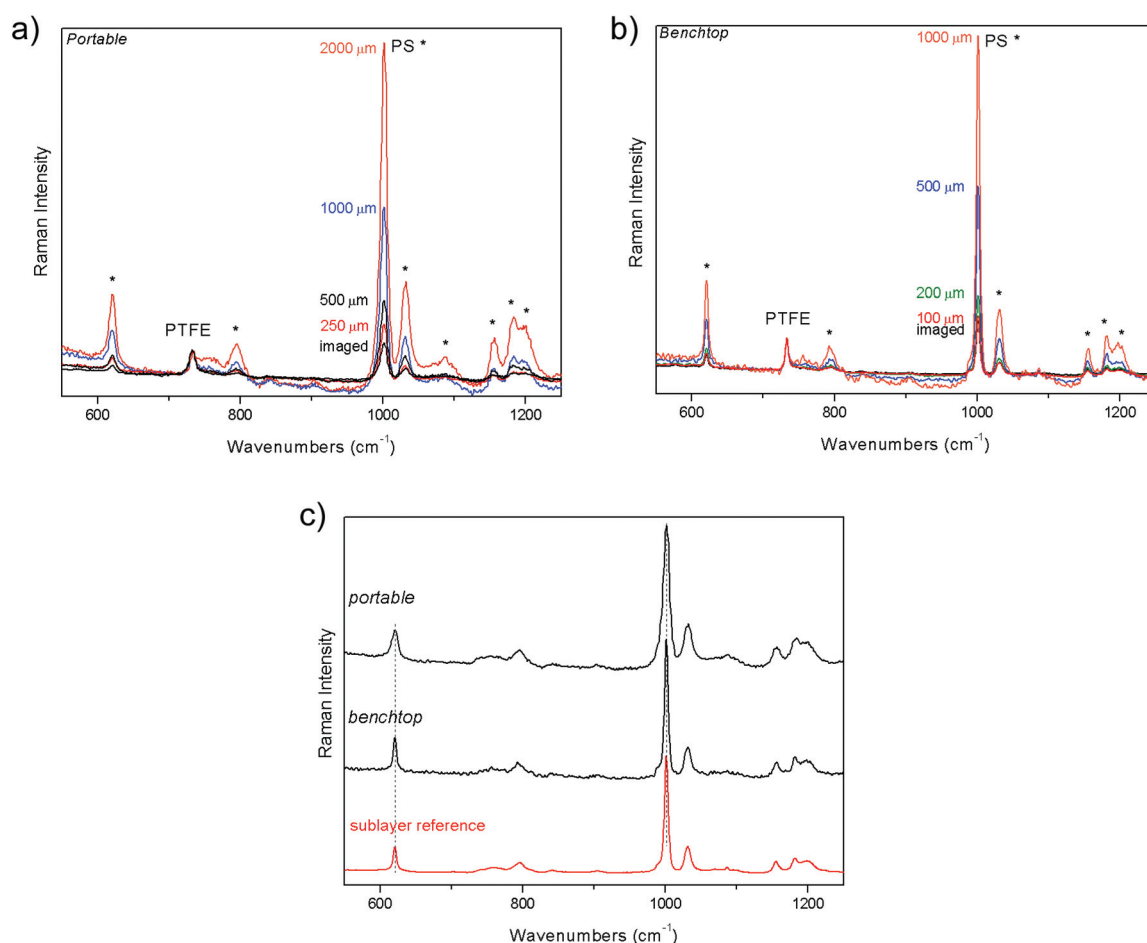 a)
Portable
2000 μm
PS *
1000 μm
500 μm
250 μm
imaged
*
PTFE
*
*
*
*
*
*
Raman Intensity
600 800 1000 1200
Wavenumbers (cm⁻¹)
b)
Benchtop
1000 μm
PS *
500 μm
200 μm
100 μm
imaged
*
PTFE
*
*
*
*
*
Raman Intensity
600 800 1000 1200
Wavenumbers (cm⁻¹)
c)
portable
benchtop
sublayer reference
Raman Intensity
600 800 1000 1200
Wavenumbers (cm⁻¹)